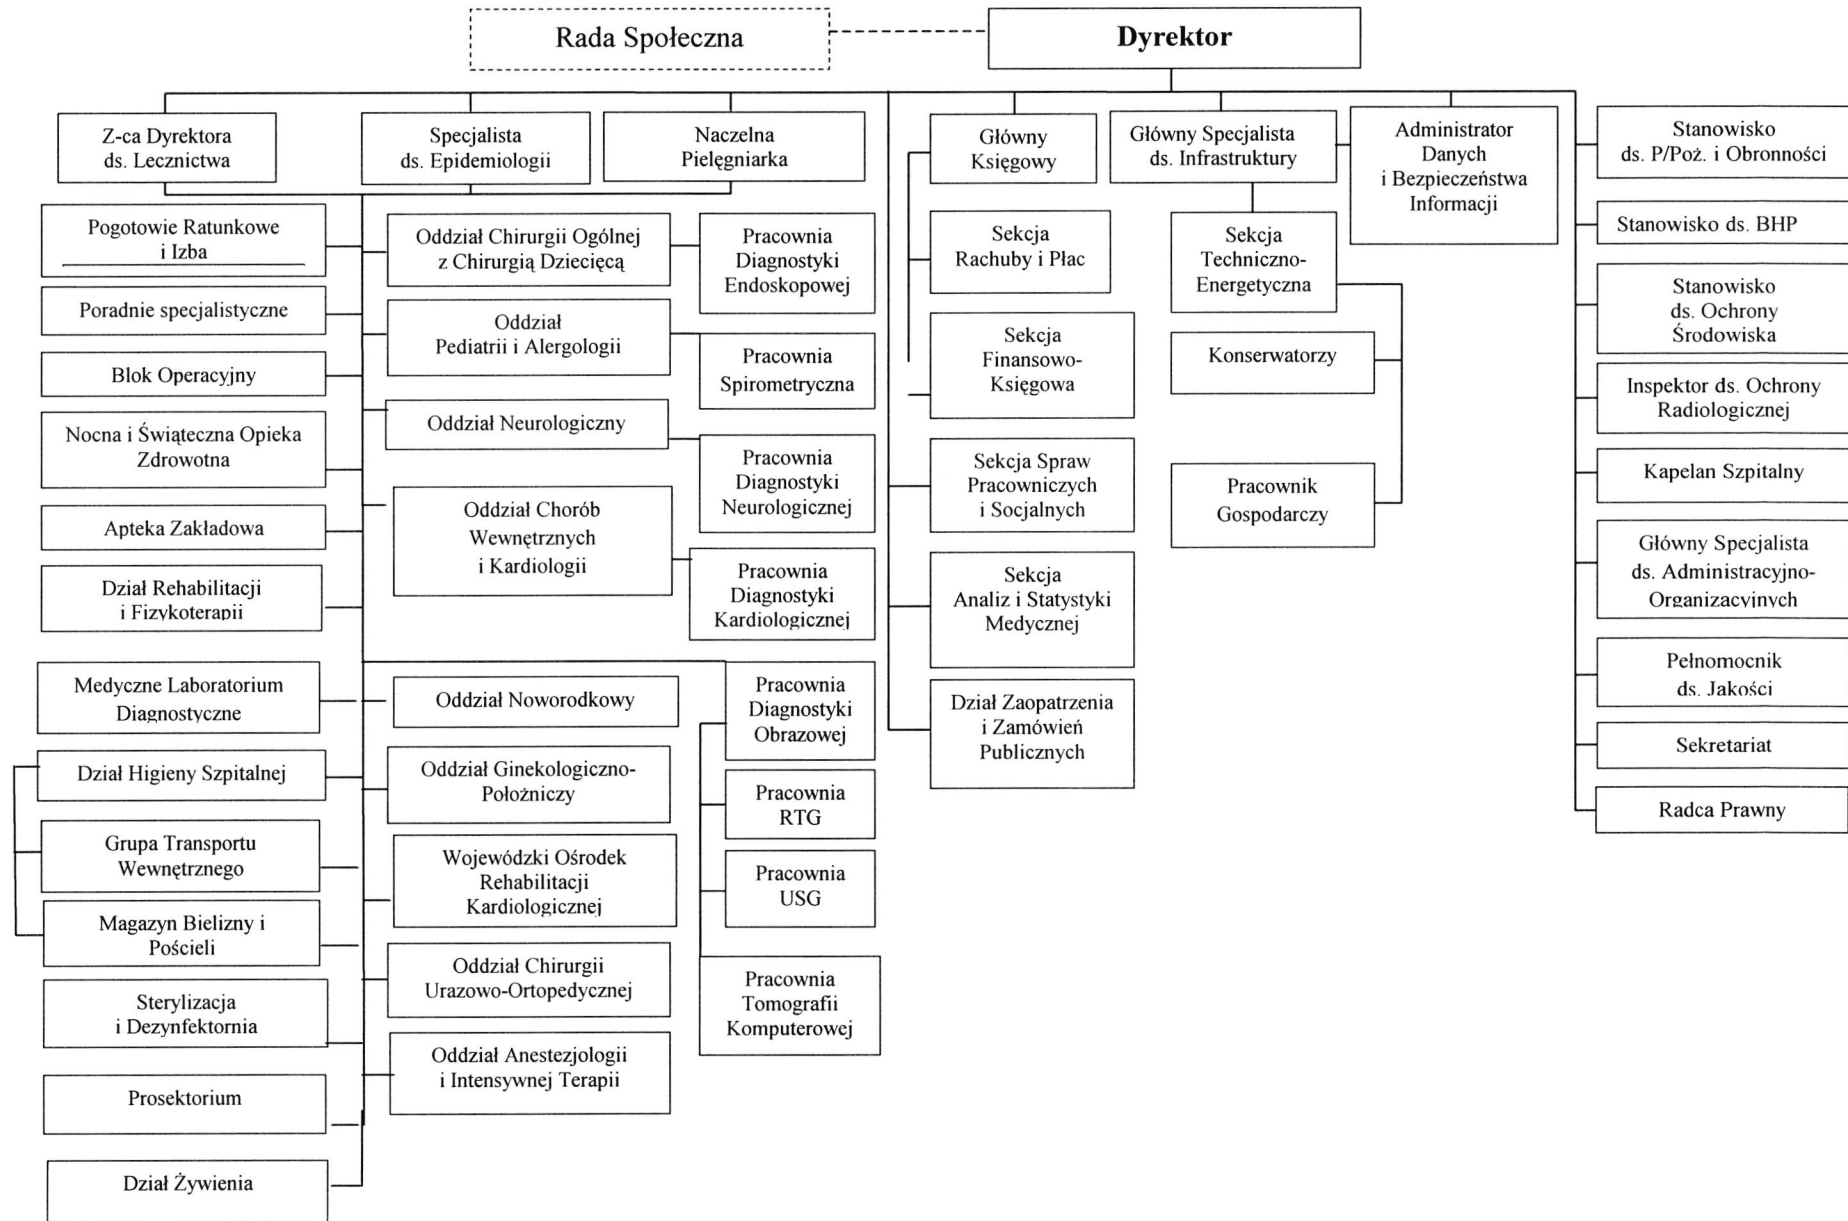 Rada Społeczna
Dyrektor
Z-ca Dyrektora
ds. Lecznictwa
Specjalista
ds. Epidemiologii
Naczelna
Pielęgniarka
Główny
Księgowy
Główny Specjalista
ds. Infrastruktury
Administrator
Danych
i Bezpieczeństwa
Informacji
Stanowisko
ds. P/Poż. i Obronności
Pogotowie Ratunkowe
i Izba
Poradnie specjalistyczne
Blok Operacyjny
Nocna i Świąteczna Opieka
Zdrowotna
Apteka Zakładowa
Dział Rehabilitacji
i Fizykoterapii
Medyczne Laboratorium
Diagnostyczne
Dział Higieny Szpitalnej
Grupa Transportu
Wewnętrznego
Magazyn Bielizny i
Pościeli
Sterylizacja
i Dezynfektornia
Prosektorium
Dział Żywienia
Oddział Chirurgii Ogólnej
z Chirurgią Dziecięcą
Oddział
Pediatrii i Alergologii
Oddział Neurologiczny
Oddział Chorób
Wewnętrznych
i Kardiologii
Oddział Noworodkowy
Oddział Ginekologiczno-
Położniczy
Wojewódzki Ośrodek
Rehabilitacji
Kardiologicznej
Oddział Chirurgii
Urazowo-Ortopedycznej
Oddział Anestezjologii
i Intensywnej Terapii
Pracownia
Diagnostyki
Endoskopowej
Pracownia
Spirometryczna
Pracownia
Diagnostyki
Neurologicznej
Pracownia
Diagnostyki
Kardiologicznej
Pracownia
Diagnostyki
Obrazowej
Pracownia
RTG
Pracownia
USG
Pracownia
Tomografii
Komputerowej
Sekcja
Rachuby i Płac
Sekcja
Finansowo-
Księgowa
Sekcja Spraw
Pracowniczych
i Socjalnych
Sekcja
Analiz i Statystyki
Medycznej
Dział Zaopatrzenia
i Zamówień
Publicznych
Sekcja
Techniczno-
Energetyczna
Konserwatorzy
Pracownik
Gospodarczy
Stanowisko ds. BHP
Stanowisko
ds. Ochrony
Środowiska
Inspektor ds. Ochrony
Radiologicznej
Kapelan Szpitalny
Główny Specjalista
ds. Administracyjno-
Organizacyjnych
Pełnomocnik
ds. Jakości
Sekretariat
Radca Prawny